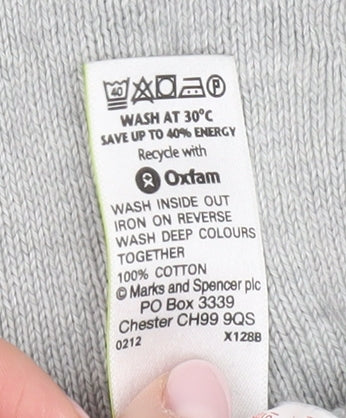 40 P
WASH AT 30°C
SAVE UP TO 40% ENERGY
Recycle with
Oxfam
WASH INSIDE OUT
IRON ON REVERSE
WASH DEEP COLOURS
TOGETHER
100% COTTON
© Marks and Spencer plc
PO Box 3339
Chester CH99 9QS
0212 X128B